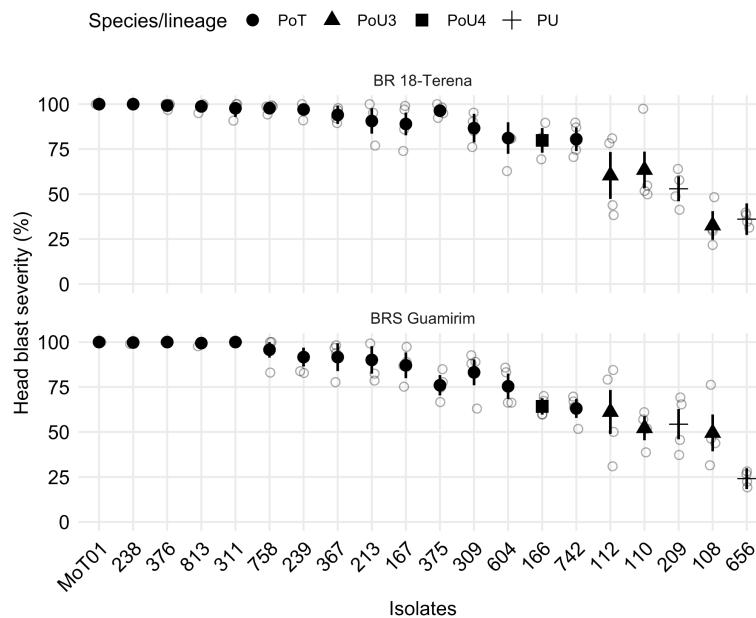 Species/lineage PoT PoU3 PoU4 PU
BR 18-Terena
100
75
50
25
0
Head blast severity (%)
BRS Guamirim
100
75
50
25
0
MoT01 238 376 813 311 758 239 367 213 167 375 309 604 166 742 112 110 209 108 656
Isolates